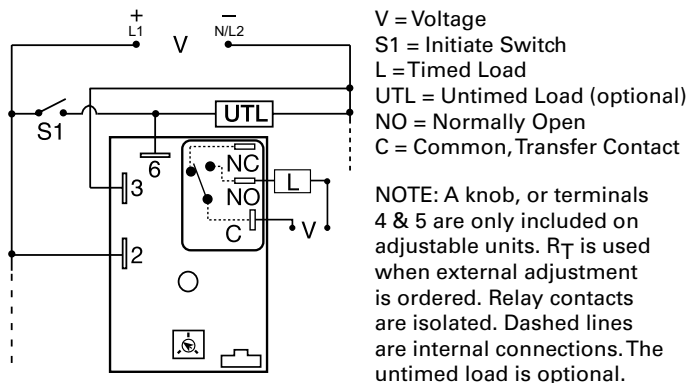 +
L1
V
–
N/L2
S1
UTL
6
3
2
NC
NO
C
L
V
V = Voltage
S1 = Initiate Switch
L = Timed Load
UTL = Untimed Load (optional)
NO = Normally Open
C = Common, Transfer Contact
NOTE: A knob, or terminals
4 & 5 are only included on
adjustable units. RT is used
when external adjustment
is ordered. Relay contacts
are isolated. Dashed lines
are internal connections. The
untimed load is optional.